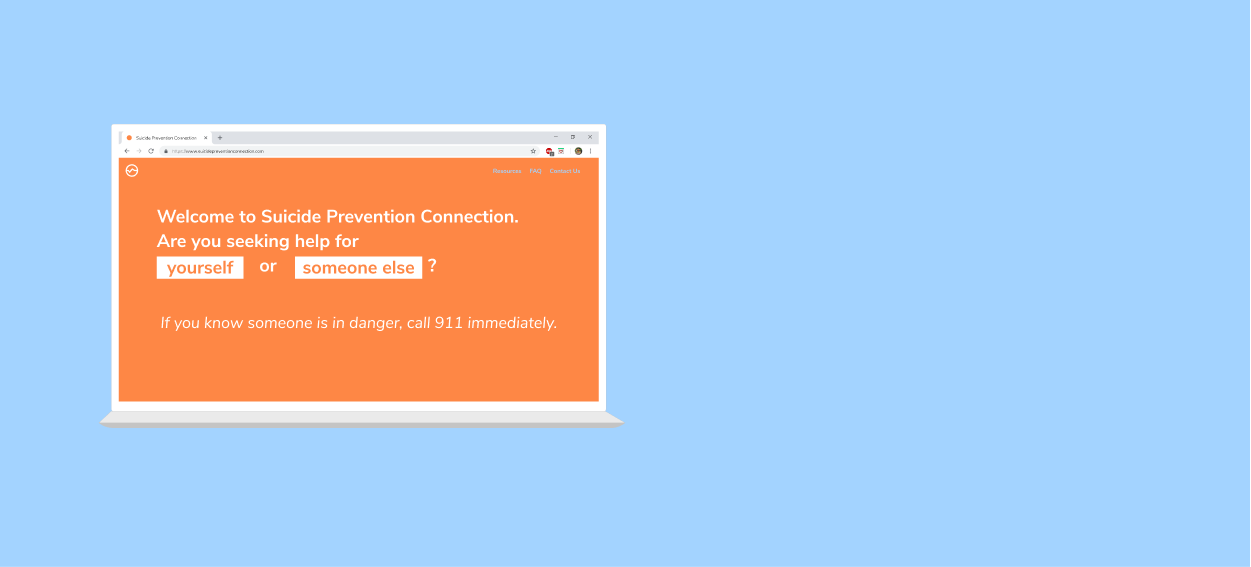 Suicide Prevention Connection
https://www.suicidepreventionconnection.com
Resources FAQ Contact Us
Welcome to Suicide Prevention Connection.
Are you seeking help for
yourself or someone else ?
If you know someone is in danger, call 911 immediately.